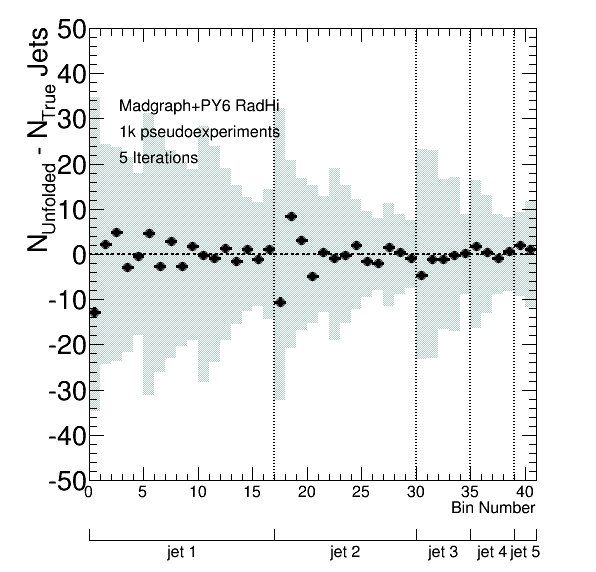 N_Unfolded - N_True Jets
50
40
30
20
10
0
-10
-20
-30
-40
-50
Madgraph+PY6 RadHi
1k pseudoexperiments
5 Iterations
0 5 10 15 20 25 30 35 40
Bin Number
jet 1 jet 2 jet 3 jet 4 jet 5